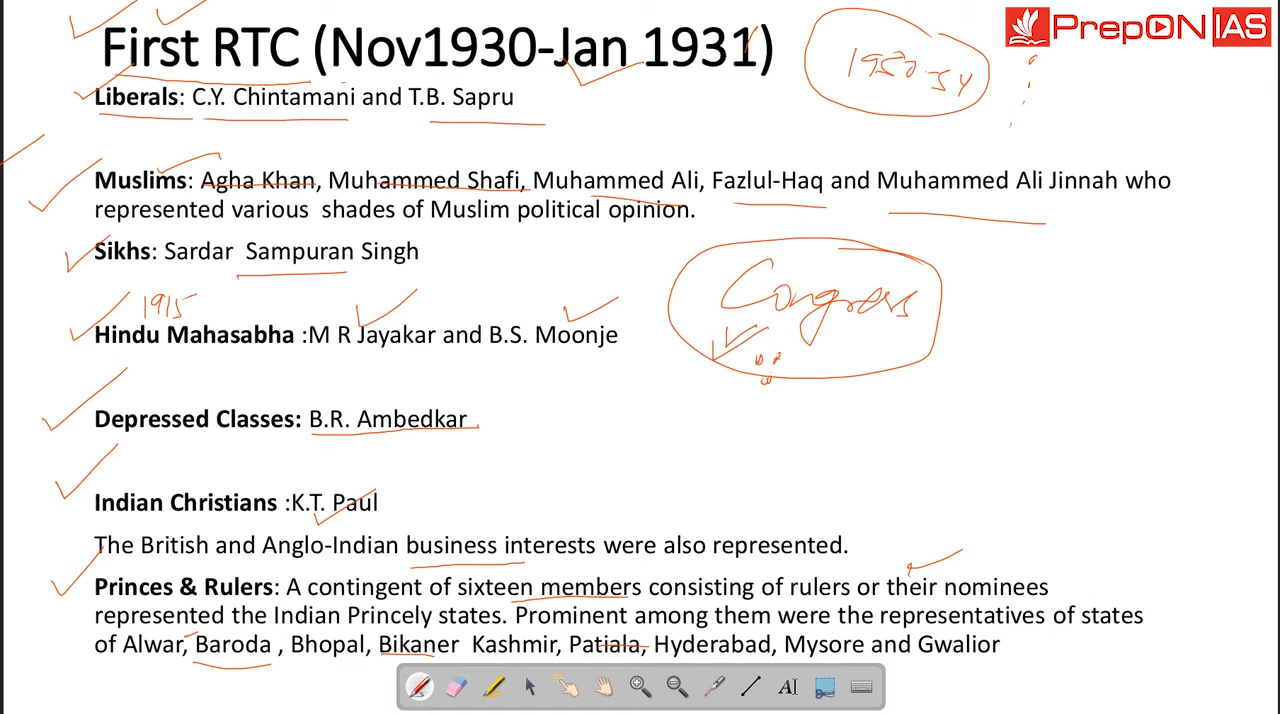 First RTC (Nov1930-Jan 1931)
PrepON IAS
1930-34
Liberals: C.Y. Chintamani and T.B. Sapru
Muslims: Agha Khan, Muhammed Shafi, Muhammed Ali, Fazlul-Haq and Muhammed Ali Jinnah who
represented various shades of Muslim political opinion.
Sikhs: Sardar Sampuran Singh
Congress
1915
Hindu Mahasabha :M R Jayakar and B.S. Moonje
Depressed Classes: B.R. Ambedkar
Indian Christians :K.T. Paul
The British and Anglo-Indian business interests were also represented.
Princes & Rulers: A contingent of sixteen members consisting of rulers or their nominees
represented the Indian Princely states. Prominent among them were the representatives of states
of Alwar, Baroda , Bhopal, Bikaner Kashmir, Patiala, Hyderabad, Mysore and Gwalior
AI